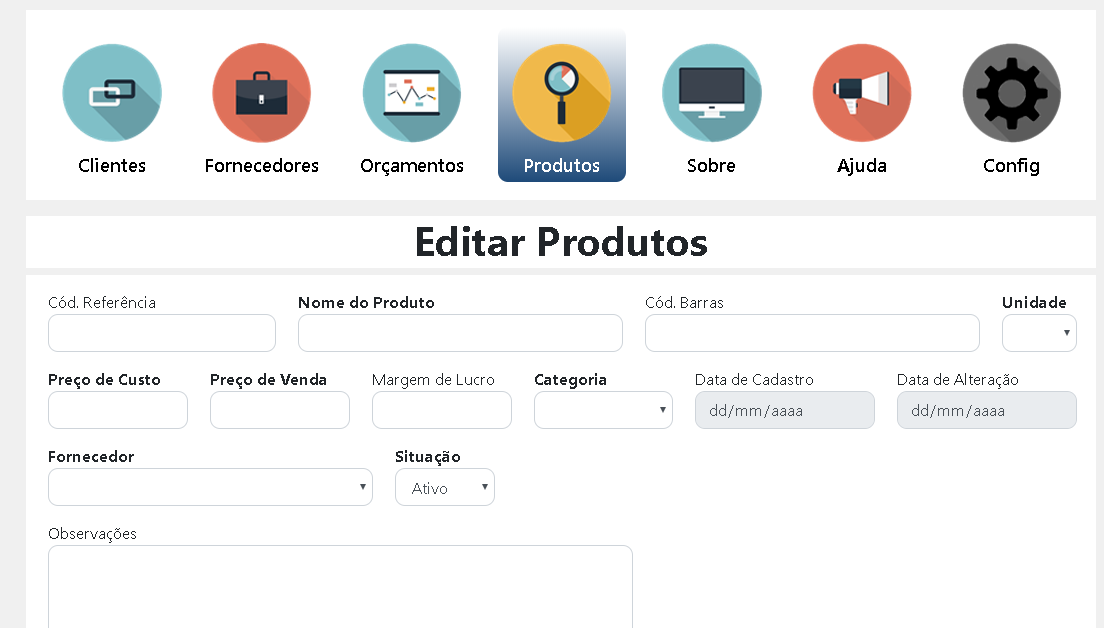 Clientes Fornecedores Orçamentos Produtos Sobre Ajuda Config
Editar Produtos
Cód. Referência Nome do Produto Cód. Barras Unidade
Preço de Custo Preço de Venda Margem de Lucro Categoria Data de Cadastro Data de Alteração
dd/mm/aaaa dd/mm/aaaa
Fornecedor Situação
Ativo
Observações